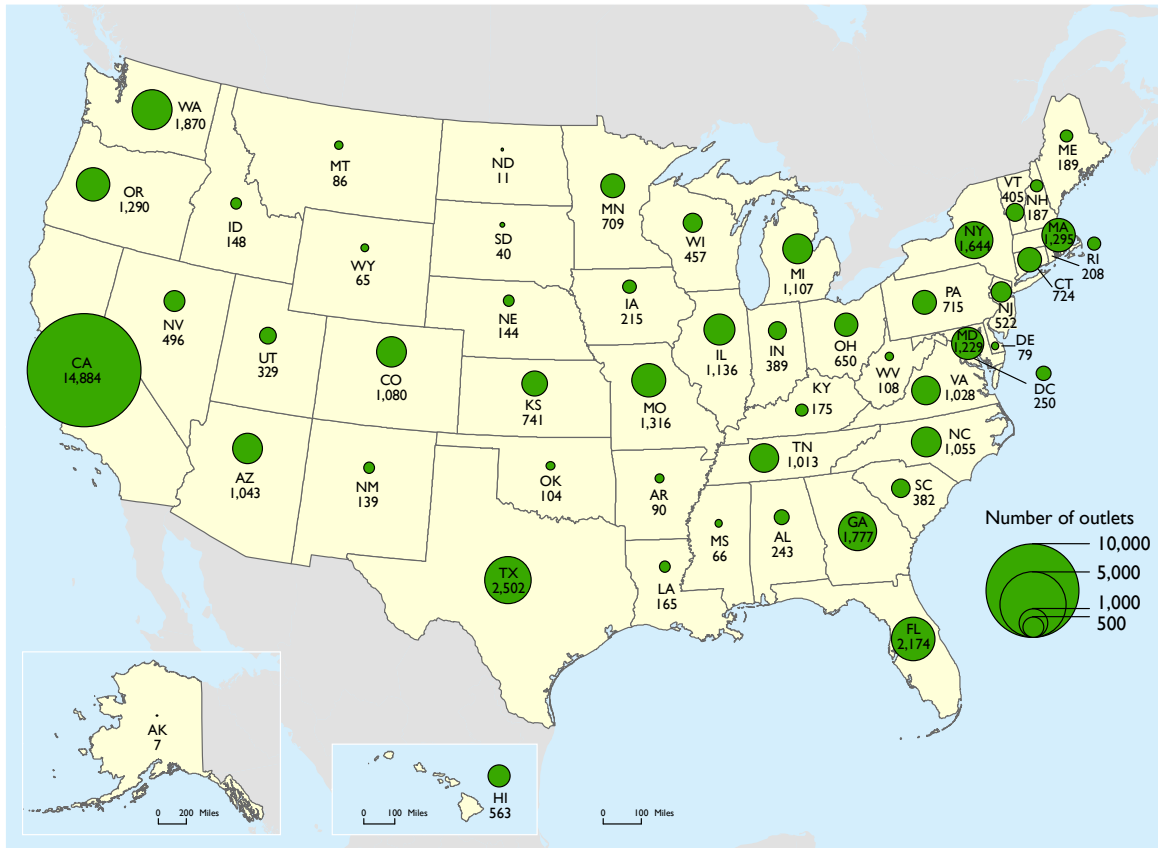 WA
1,870
OR
1,290
ID
148
MT
86
ND
11
SD
40
WY
65
NE
144
MN
709
IA
215
WI
457
MI
1,107
NY
1,644
VT
405
NH
187
ME
189
MA
1,295
RI
208
CT
724
NJ
522
PA
715
DE
79
MD
1,229
DC
250
CA
14,884
NV
496
UT
329
CO
1,080
KS
741
MO
1,316
IL
1,136
IN
389
OH
650
KY
175
WV
108
VA
1,028
NC
1,055
TN
1,013
SC
382
AZ
1,043
NM
139
OK
104
AR
90
TX
2,502
LA
165
MS
66
AL
243
GA
1,777
FL
2,174
Number of outlets
10,000
5,000
1,000
500
AK
7
0 200 Miles
HI
563
0 100 Miles
0 100 Miles